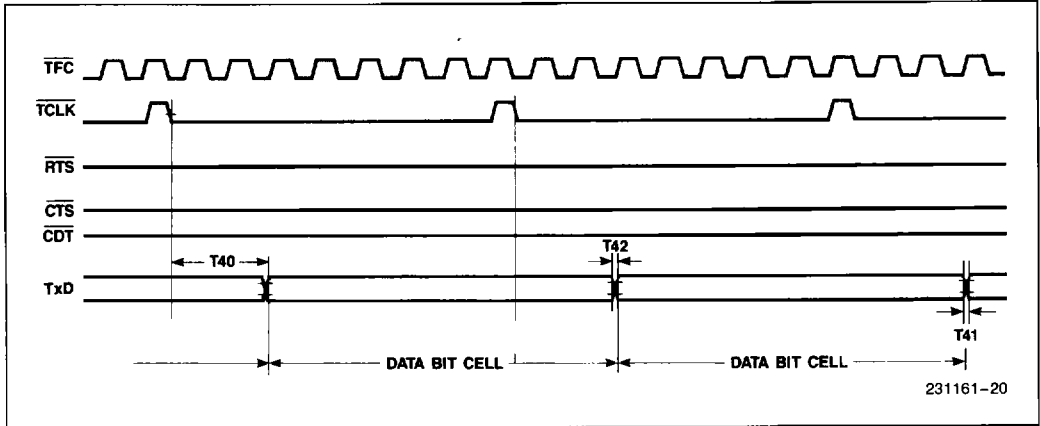 TFC
TCLK
RTS
CTS
CDT
T42
T40
TxD
T41
DATA BIT CELL DATA BIT CELL
231161-20